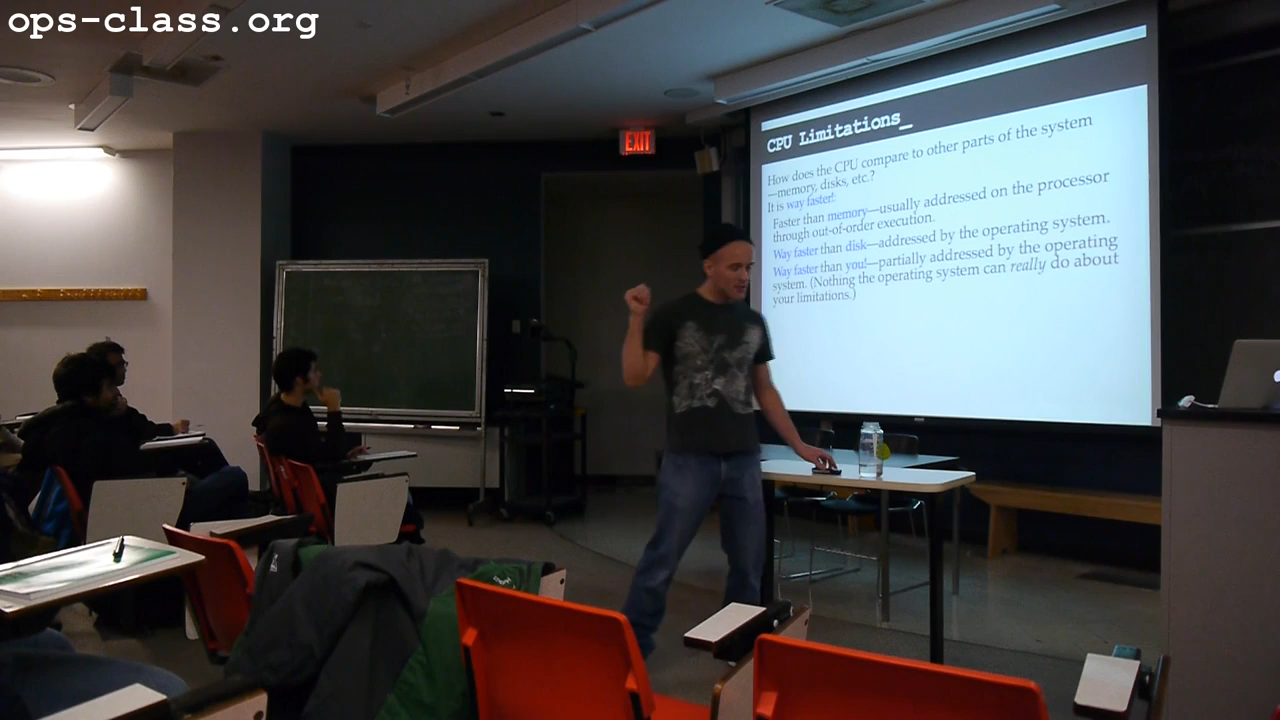 ops-class.org
EXIT
CPU Limitations_
How does the CPU compare to other parts of the system
—memory, disks, etc.?
It is way faster!
Faster than memory—usually addressed on the processor
through out-of-order execution.
Way faster than disk—addressed by the operating system.
Way faster than you!—partially addressed by the operating
system. (Nothing the operating system can really do about
your limitations.)